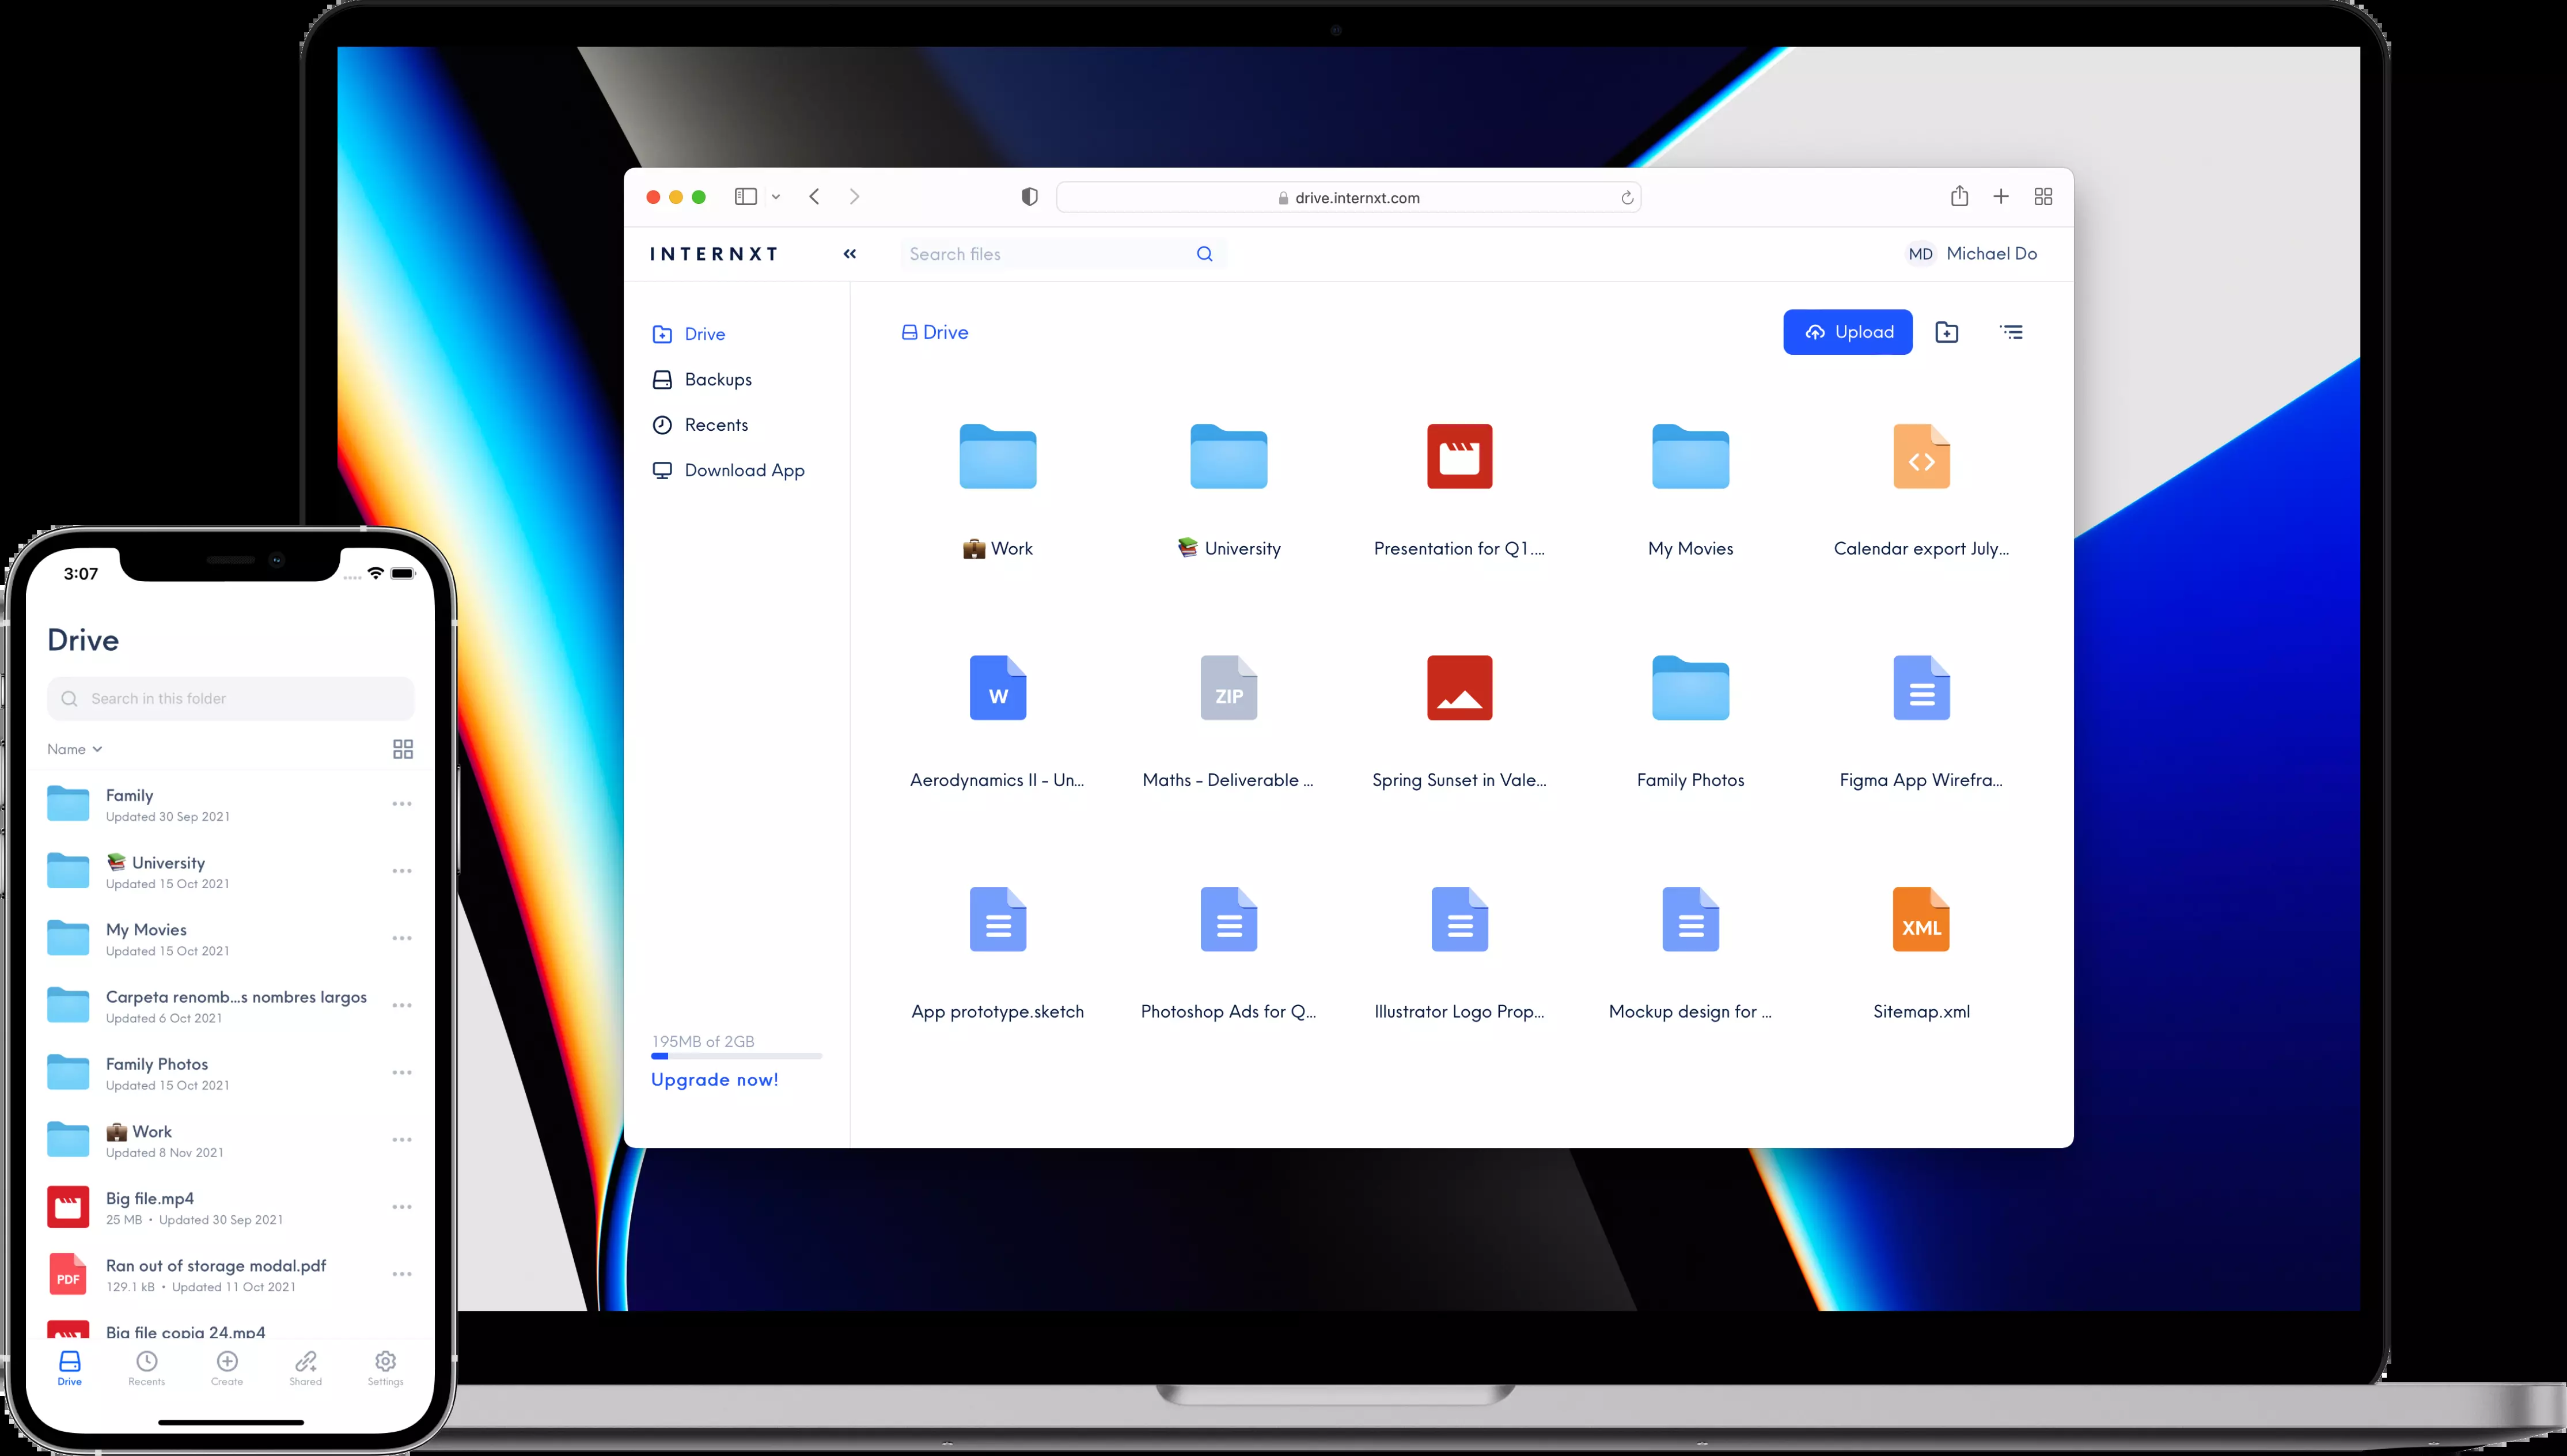 drive.internxt.com
INTERNXT
Search files
MD Michael Do
Drive
Backups
Recents
Download App
Drive
Upload
💼 Work
📚 University
Presentation for Q1....
My Movies
Calendar export July...
W
ZIP
Aerodynamics II - Un...
Maths - Deliverable ...
Spring Sunset in Vale...
Family Photos
Figma App Wirefra...
XML
App prototype.sketch
Photoshop Ads for Q...
Illustrator Logo Prop...
Mockup design for ...
Sitemap.xml
195MB of 2GB
Upgrade now!
3:07
Drive
Search in this folder
Name
Family
Updated 30 Sep 2021
📚 University
Updated 15 Oct 2021
My Movies
Updated 15 Oct 2021
Carpeta renomb...s nombres largos
Updated 6 Oct 2021
Family Photos
Updated 15 Oct 2021
💼 Work
Updated 8 Nov 2021
Big file.mp4
25 MB • Updated 30 Sep 2021
PDF
Ran out of storage modal.pdf
129.1 kB • Updated 11 Oct 2021
Big file copia 24.mp4
Drive
Recents
Create
Shared
Settings